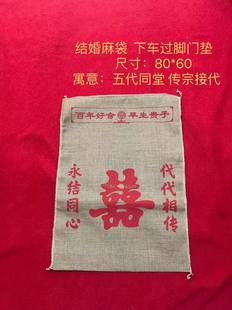 结婚麻袋 下车过脚门垫
尺寸：80*60
寓意：五代同堂 传宗接代
百年好合 早生贵子
永结同心
囍
代代相传